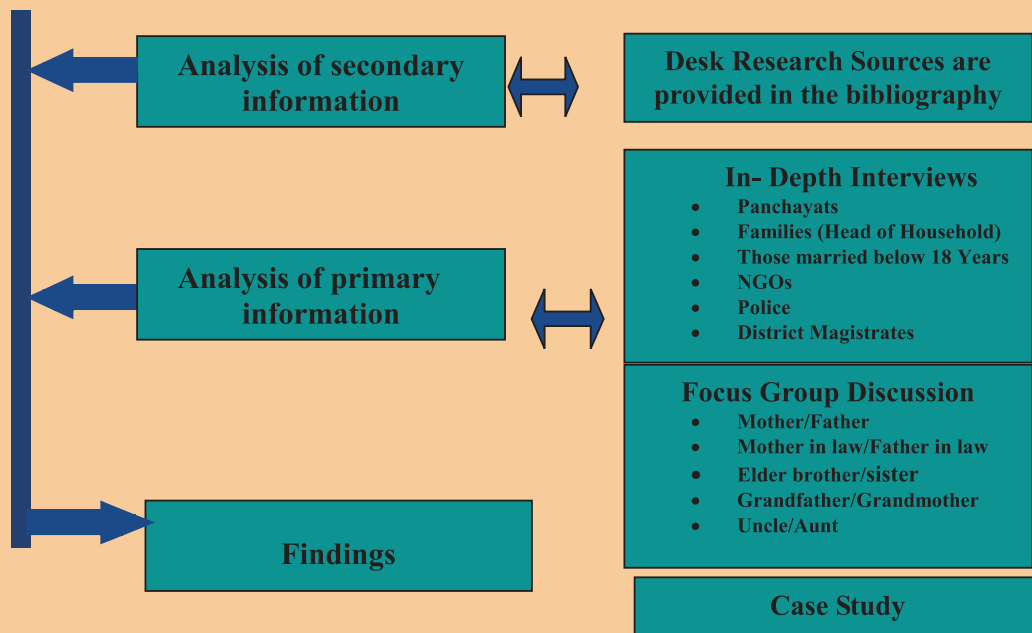 Analysis of secondary
information
Desk Research Sources are
provided in the bibliography
Analysis of primary
information
In- Depth Interviews
• Panchayats
• Families (Head of Household)
• Those married below 18 Years
• NGOs
• Police
• District Magistrates
Focus Group Discussion
• Mother/Father
• Mother in law/Father in law
• Elder brother/sister
• Grandfather/Grandmother
• Uncle/Aunt
Findings
Case Study